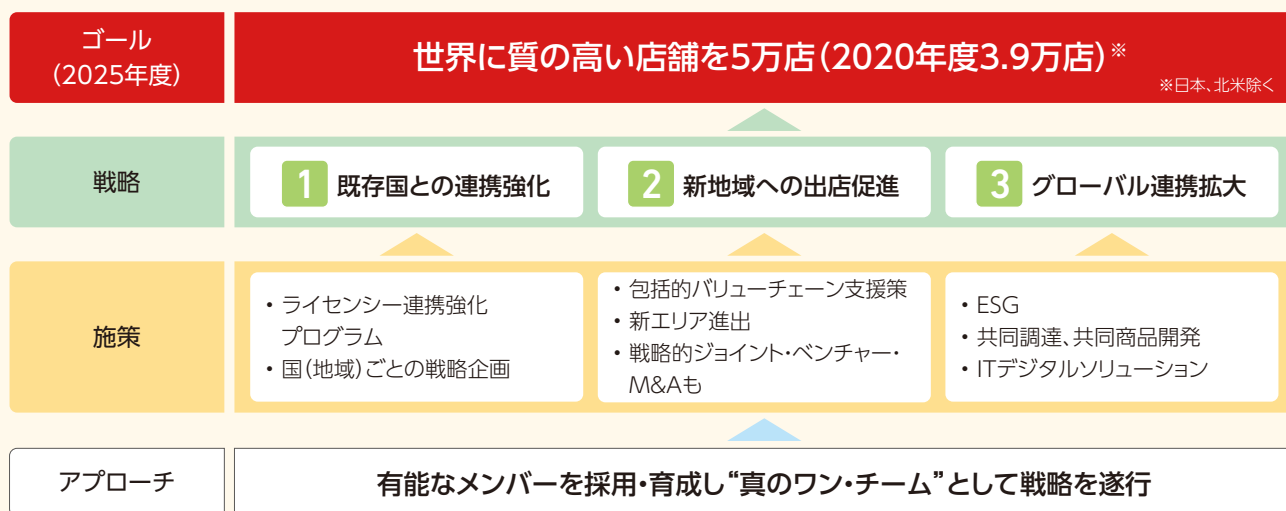 ゴール
(2025年度)
世界に質の高い店舗を5万店(2020年度3.9万店)※
※日本、北米除く
戦略
1 既存国との連携強化
2 新地域への出店促進
3 グローバル連携拡大
施策
・ライセンシー連携強化
プログラム
・国(地域)ごとの戦略企画
・包括的バリューチェーン支援策
・新エリア進出
・戦略的ジョイント・ベンチャー・
M&Aも
・ESG
・共同調達、共同商品開発
・ITデジタルソリューション
アプローチ
有能なメンバーを採用・育成し“真のワン・チーム”として戦略を遂行